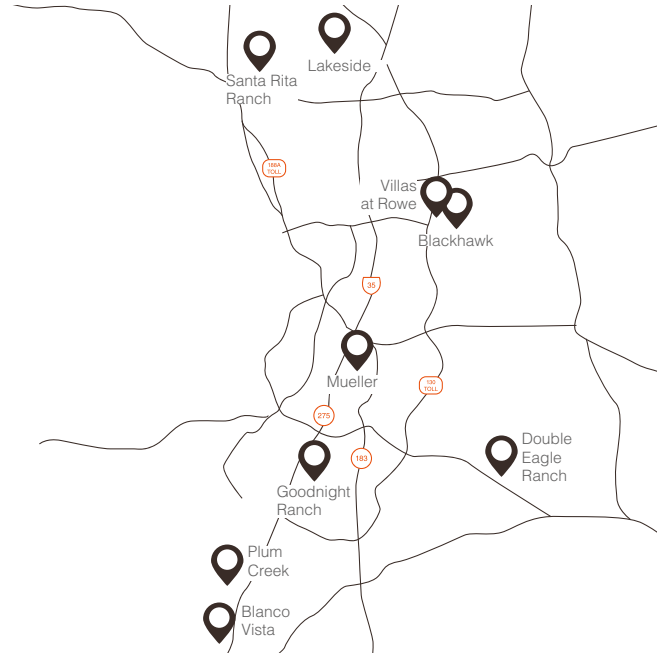 Lakeside
Santa Rita
Ranch
186A
TOLL
Villas
at Rowe
Blackhawk
35
Mueller
130
TOLL
275
183
Double
Eagle
Ranch
Goodnight
Ranch
Plum
Creek
Blanco
Vista